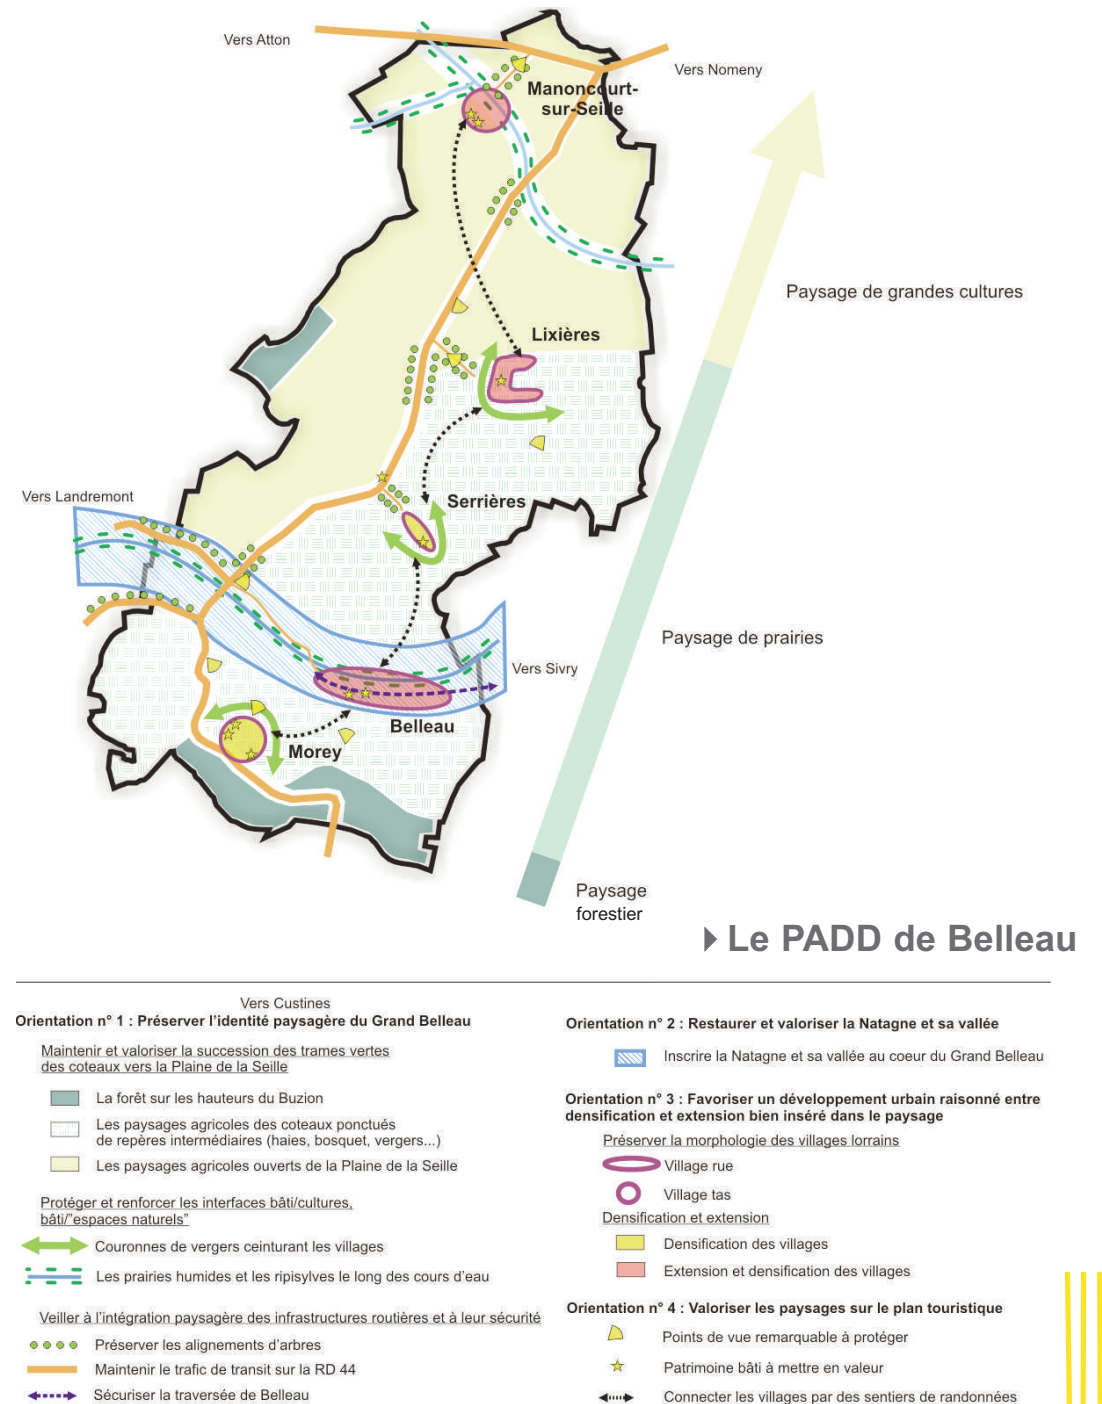 Vers Atton
Vers Nomeny
Manoncourt-
sur-Seille
Paysage de grandes cultures
Lixières
Vers Landremont
Serrières
Paysage de prairies
Vers Sivry
Belleau
Morey
Paysage
forestier
Le PADD de Belleau
Vers Custines
Orientation n° 1 : Préserver l'identité paysagère du Grand Belleau
Maintenir et valoriser la succession des trames vertes
des coteaux vers la Plaine de la Seille
La forêt sur les hauteurs du Buzion
Les paysages agricoles des coteaux ponctués
de repères intermédiaires (haies, bosquet, vergers...)
Les paysages agricoles ouverts de la Plaine de la Seille
Protéger et renforcer les interfaces bâti/cultures,
bâti/"espaces naturels"
Couronnes de vergers ceinturant les villages
Les prairies humides et les ripisylves le long des cours d'eau
Veiller à l'intégration paysagère des infrastructures routières et à leur sécurité
Préserver les alignements d'arbres
Maintenir le trafic de transit sur la RD 44
Sécuriser la traversée de Belleau
Orientation n° 2 : Restaurer et valoriser la Natagne et sa vallée
Inscrire la Natagne et sa vallée au coeur du Grand Belleau
Orientation n° 3 : Favoriser un développement urbain raisonné entre
densification et extension bien inséré dans le paysage
Préserver la morphologie des villages lorrains
Village rue
Village tas
Densification et extension
Densification des villages
Extension et densification des villages
Orientation n° 4 : Valoriser les paysages sur le plan touristique
Points de vue remarquable à protéger
Patrimoine bâti à mettre en valeur
Connecter les villages par des sentiers de randonnées